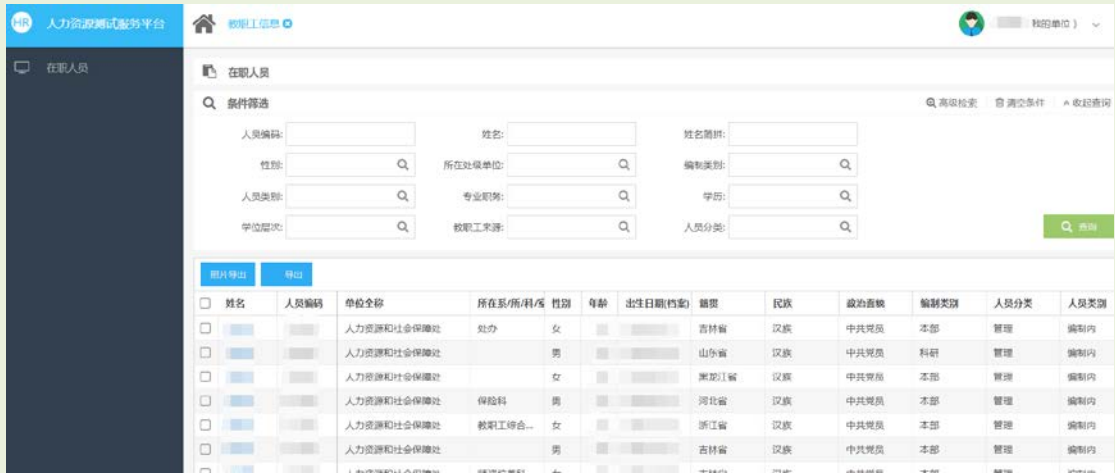 HR 人力资源测试服务平台 教职工信息 我的单位）
在职人员
在职人员
条件筛选 高级检索 清空条件 收起查询
人员编码: 姓名: 姓名简拼:
性别: 所在处级单位: 编制类别:
人员类别: 专业职务: 学历:
学位层次: 教职工来源: 人员分类: 查询
照片导出 导出
姓名 人员编码 单位全称 所在系/所/科/室 性别 年龄 出生日期(档案) 籍贯 民族 政治面貌 编制类别 人员分类 人员类别
人力资源和社会保障处 处办 女 吉林省 汉族 中共党员 本部 管理 编制内
人力资源和社会保障处 男 山东省 汉族 中共党员 科研 管理 编制内
人力资源和社会保障处 女 黑龙江省 汉族 中共党员 本部 管理 编制内
人力资源和社会保障处 保险科 男 河北省 汉族 中共党员 本部 管理 编制内
人力资源和社会保障处 教职工综合... 女 浙江省 汉族 中共党员 本部 管理 编制内
人力资源和社会保障处 男 吉林省 汉族 中共党员 本部 管理 编制内